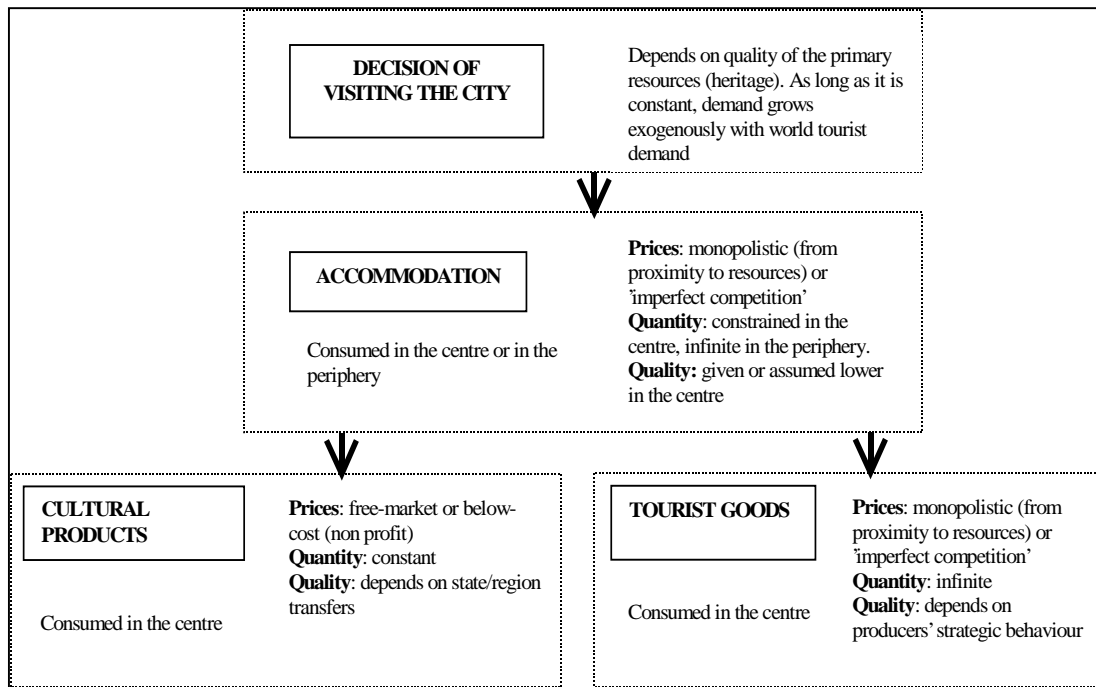 DECISION OF
VISITING THE CITY
Depends on quality of the primary
resources (heritage). As long as it is
constant, demand grows
exogenously with world tourist
demand
ACCOMMODATION
Consumed in the centre or in the
periphery
Prices: monopolistic (from
proximity to resources) or
’imperfect competition’
Quantity: constrained in the
centre, infinite in the periphery.
Quality: given or assumed lower
in the centre
CULTURAL
PRODUCTS
Consumed in the centre
Prices: free-market or below-
cost (non profit)
Quantity: constant
Quality: depends on state/region
transfers
TOURIST GOODS
Consumed in the centre
Prices: monopolistic (from
proximity to resources) or
’imperfect competition’
Quantity: infinite
Quality: depends on
producers’ strategic behaviour